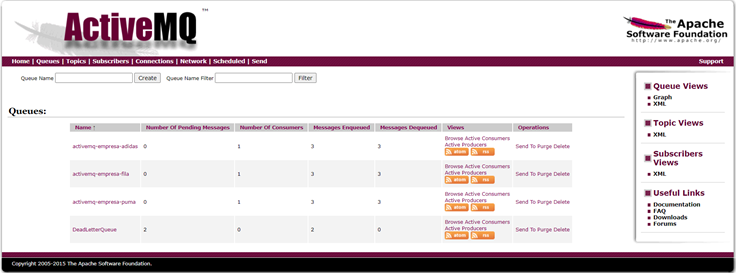 ActiveMQ™
The Apache
Software Foundation
http://www.apache.org/
Home | Queues | Topics | Subscribers | Connections | Network | Scheduled | Send
Support
Queue Name Create Queue Name Filter Filter
Queues:
Name ↑ Number Of Pending Messages Number Of Consumers Messages Enqueued Messages Dequeued Views Operations
activemq-empresa-adidas 0 1 3 3 Browse Active Consumers Send To Purge Delete
Active Producers
atom rss
activemq-empresa-fila 0 1 3 3 Browse Active Consumers Send To Purge Delete
Active Producers
atom rss
activemq-empresa-puma 0 1 3 3 Browse Active Consumers Send To Purge Delete
Active Producers
atom rss
DeadLetterQueue 2 0 2 0 Browse Active Consumers Send To Purge Delete
Active Producers
atom rss
Queue Views
Graph
XML
Topic Views
XML
Subscribers
Views
XML
Useful Links
Documentation
FAQ
Downloads
Forums
Copyright 2005-2015 The Apache Software Foundation.